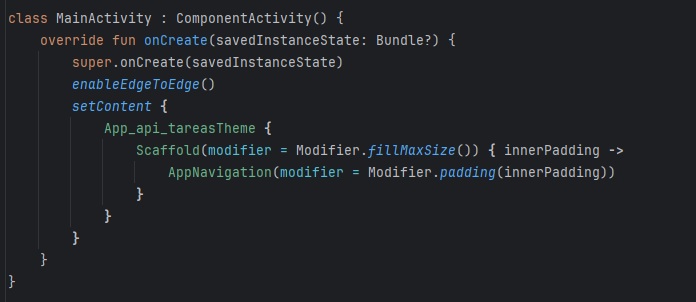 class MainActivity : ComponentActivity() {
    override fun onCreate(savedInstanceState: Bundle?) {
        super.onCreate(savedInstanceState)
        enableEdgeToEdge()
        setContent {
            App_api_tareasTheme {
                Scaffold(modifier = Modifier.fillMaxSize()) { innerPadding ->
                    AppNavigation(modifier = Modifier.padding(innerPadding))
                }
            }
        }
    }
}